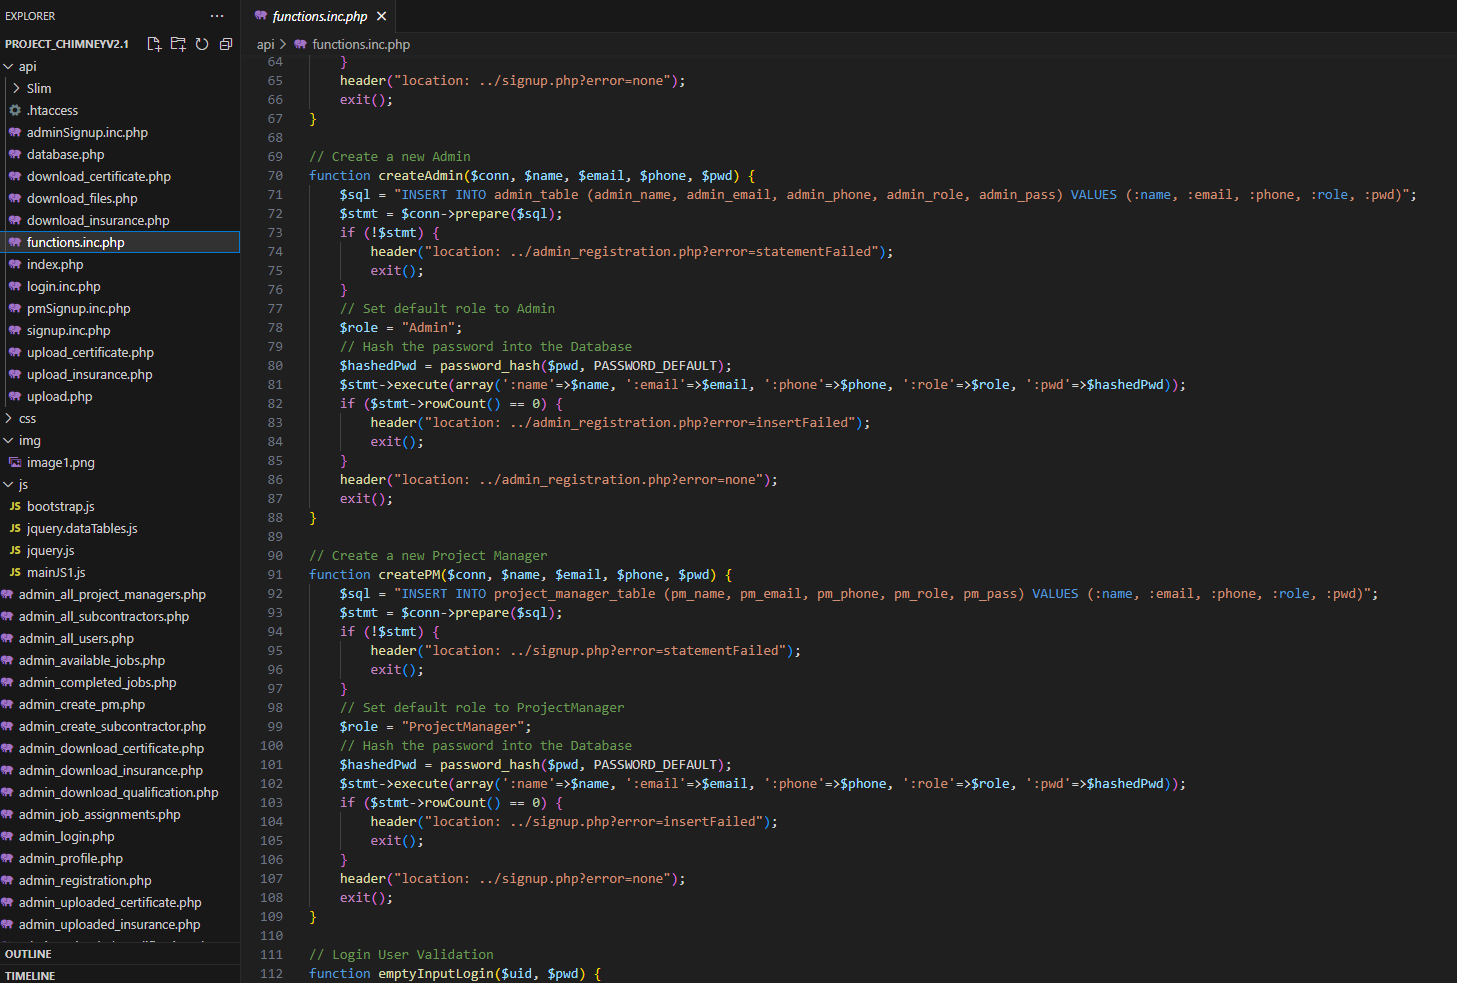 EXPLORER
···
PROJECT_CHIMNEYV2.1
api
Slim
.htaccess
adminSignup.inc.php
database.php
download_certificate.php
download_files.php
download_insurance.php
functions.inc.php
index.php
login.inc.php
pmSignup.inc.php
signup.inc.php
upload_certificate.php
upload_insurance.php
upload.php
css
img
image1.png
js
JS bootstrap.js
JS jquery.dataTables.js
JS jquery.js
JS mainJS1.js
admin_all_project_managers.php
admin_all_subcontractors.php
admin_all_users.php
admin_available_jobs.php
admin_completed_jobs.php
admin_create_pm.php
admin_create_subcontractor.php
admin_download_certificate.php
admin_download_insurance.php
admin_download_qualification.php
admin_job_assignments.php
admin_login.php
admin_profile.php
admin_registration.php
admin_uploaded_certificate.php
admin_uploaded_insurance.php
OUTLINE
TIMELINE
functions.inc.php
api > functions.inc.php
64 }
65 header("location: ../signup.php?error=none");
66 exit();
67 }
68
69 // Create a new Admin
70 function createAdmin($conn, $name, $email, $phone, $pwd) {
71 $sql = "INSERT INTO admin_table (admin_name, admin_email, admin_phone, admin_role, admin_pass) VALUES (:name, :email, :phone, :role, :pwd)";
72 $stmt = $conn->prepare($sql);
73 if (!$stmt) {
74 header("location: ../admin_registration.php?error=statementFailed");
75 exit();
76 }
77 // Set default role to Admin
78 $role = "Admin";
79 // Hash the password into the Database
80 $hashedPwd = password_hash($pwd, PASSWORD_DEFAULT);
81 $stmt->execute(array(':name'=>$name, ':email'=>$email, ':phone'=>$phone, ':role'=>$role, ':pwd'=>$hashedPwd));
82 if ($stmt->rowCount() == 0) {
83 header("location: ../admin_registration.php?error=insertFailed");
84 exit();
85 }
86 header("location: ../admin_registration.php?error=none");
87 exit();
88 }
89
90 // Create a new Project Manager
91 function createPM($conn, $name, $email, $phone, $pwd) {
92 $sql = "INSERT INTO project_manager_table (pm_name, pm_email, pm_phone, pm_role, pm_pass) VALUES (:name, :email, :phone, :role, :pwd)";
93 $stmt = $conn->prepare($sql);
94 if (!$stmt) {
95 header("location: ../signup.php?error=statementFailed");
96 exit();
97 }
98 // Set default role to ProjectManager
99 $role = "ProjectManager";
100 // Hash the password into the Database
101 $hashedPwd = password_hash($pwd, PASSWORD_DEFAULT);
102 $stmt->execute(array(':name'=>$name, ':email'=>$email, ':phone'=>$phone, ':role'=>$role, ':pwd'=>$hashedPwd));
103 if ($stmt->rowCount() == 0) {
104 header("location: ../signup.php?error=insertFailed");
105 exit();
106 }
107 header("location: ../signup.php?error=none");
108 exit();
109 }
110
111 // Login User Validation
112 function emptyInputLogin($uid, $pwd) {